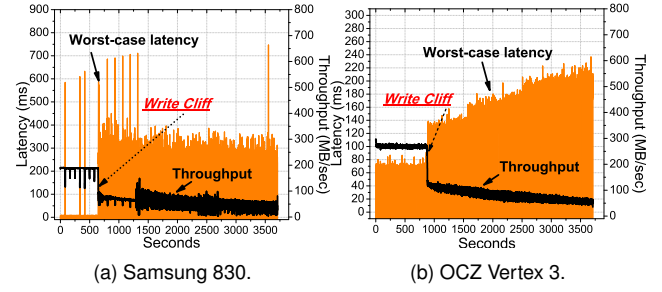 900
800
700
600
500
400
300
200
100
0
Latency (ms)
800
700
600
500
400
300
200
100
0
Throughput (MB/sec)
Worst-case latency
Write Cliff
Throughput
0 500 1000 1500 2000 2500 3000 3500
Seconds
(a) Samsung 830.
300
280
260
240
220
200
180
160
140
120
100
80
60
40
20
0
Latency (ms)
800
700
600
500
400
300
200
100
0
Throughput (MB/sec)
Worst-case latency
Write Cliff
Throughput
0 500 1000 1500 2000 2500 3000 3500
Seconds
(b) OCZ Vertex 3.